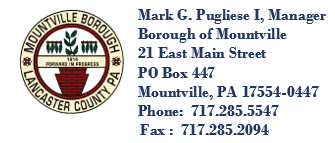 MOUNTVILLE BOROUGH
1814
FORWARD IN PROGRESS
LANCASTER COUNTY PA
Mark G. Pugliese I, Manager
Borough of Mountville
21 East Main Street
PO Box 447
Mountville, PA 17554-0447
Phone: 717.285.5547
Fax : 717.285.2094